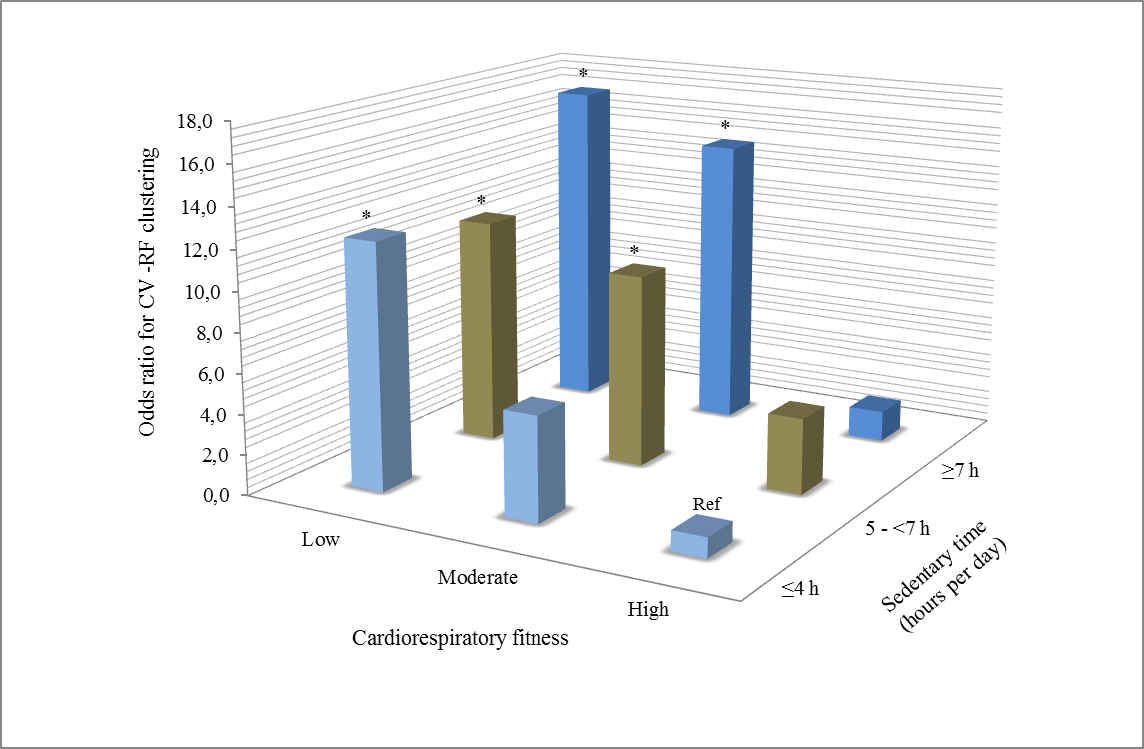 *
*
18,0
16,0
*
*
14,0
*
12,0
10,0
8,0
6,0
4,0
2,0
0,0
Odds ratio for CV -RF clustering
Ref
Low
Moderate
High
Cardiorespiratory fitness
≥7 h
5 - <7 h
≤4 h
Sedentary time
(hours per day)